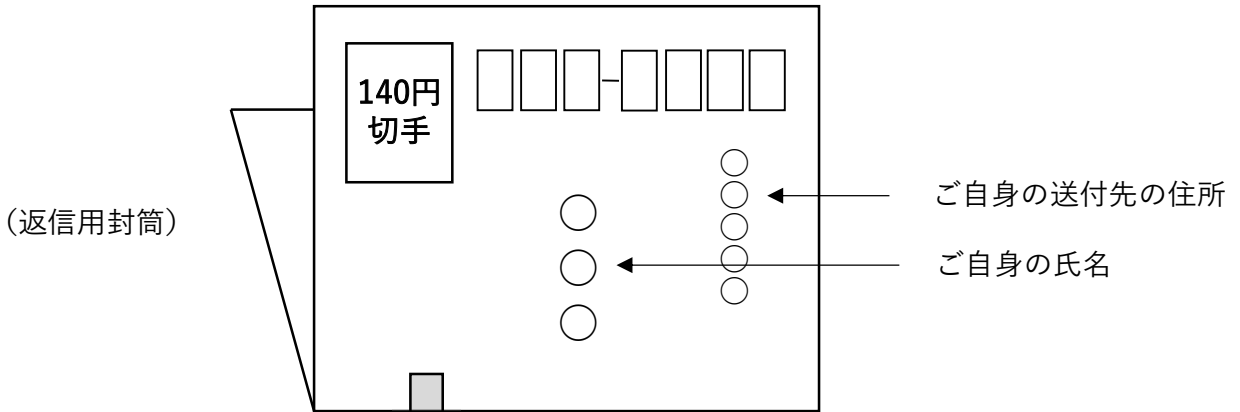 140円
切手
ご自身の送付先の住所
（返信用封筒）
ご自身の氏名